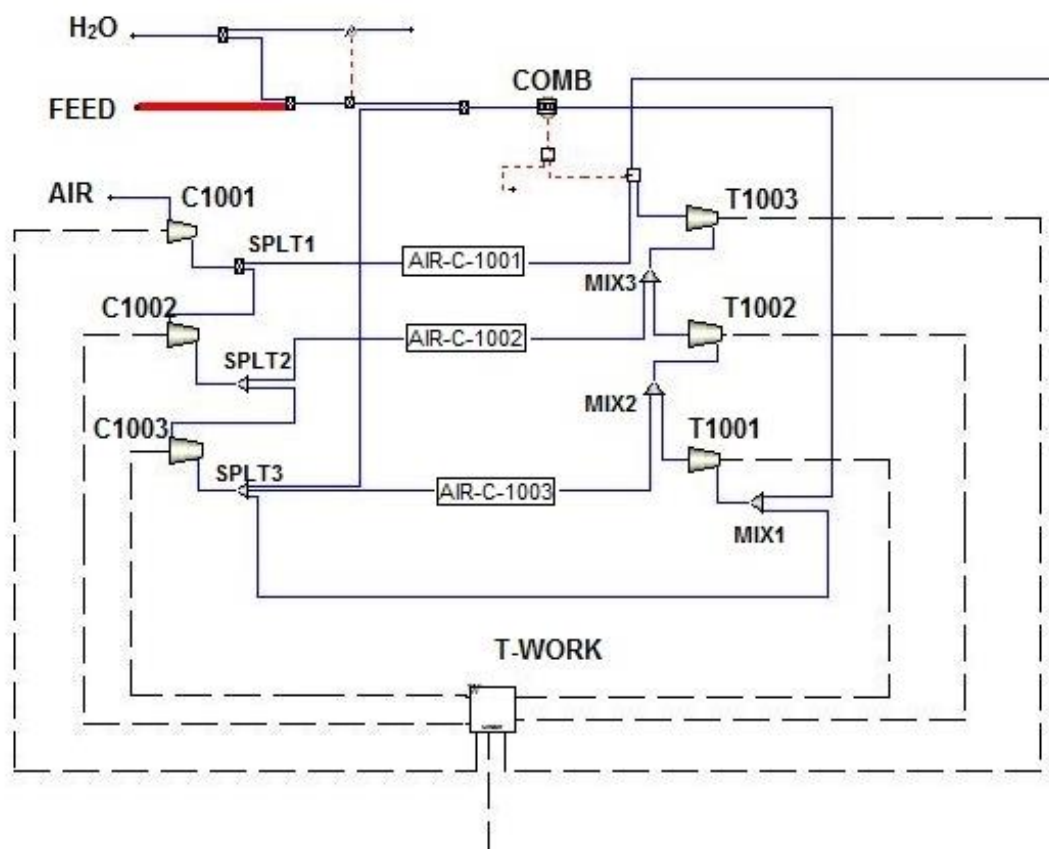 H₂O
COMB
FEED
AIR
C1001
T1003
SPLT1
AIR-C-1001
MIX3
C1002
T1002
AIR-C-1002
SPLT2
MIX2
C1003
T1001
SPLT3
AIR-C-1003
MIX1
T-WORK
W